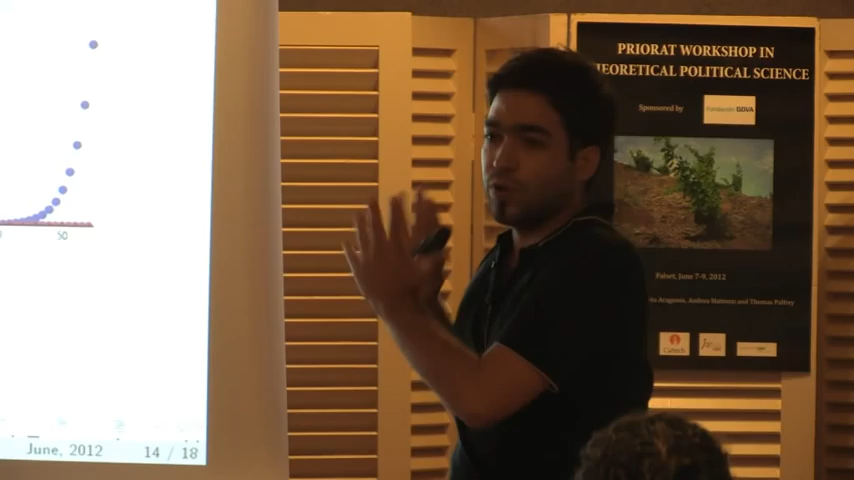 50
June, 2012 14 / 18
PRIORAT WORKSHOP IN
EORETICAL POLITICAL SCIENCE
Sponsored by
Fundación BBVA
Falset, June 7-9, 2012
Aragonès, Andrea Mattozzi and Thomas Palfrey
Caltech